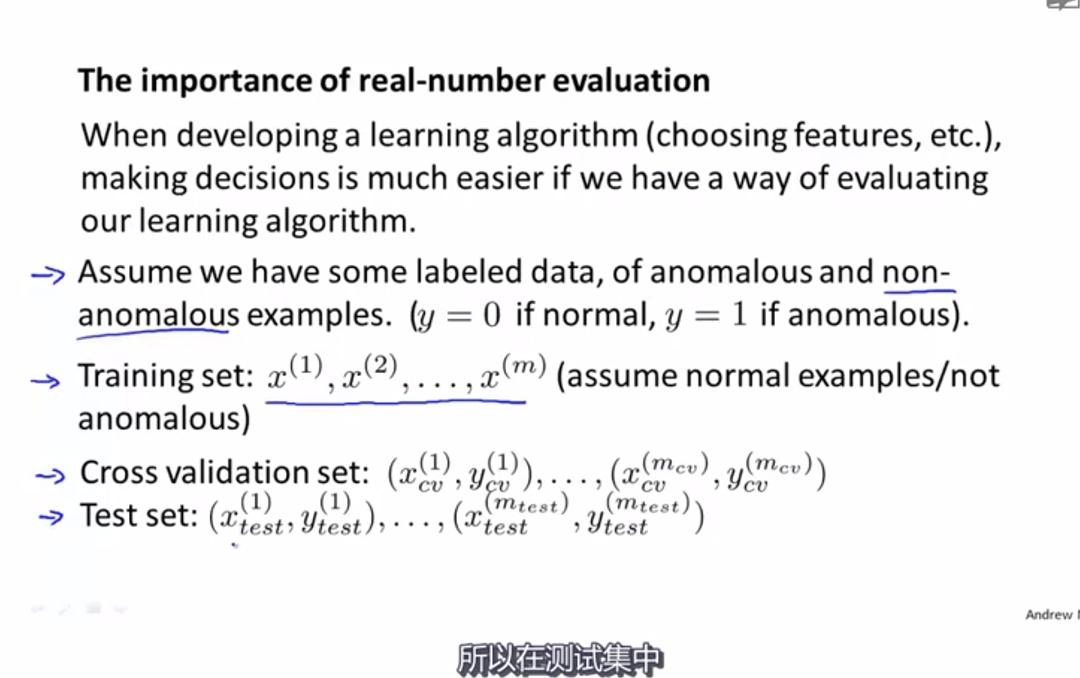 The importance of real-number evaluation
When developing a learning algorithm (choosing features, etc.),
making decisions is much easier if we have a way of evaluating
our learning algorithm.
Assume we have some labeled data, of anomalous and non-
anomalous examples. (y = 0 if normal, y = 1 if anomalous).
Training set: x^{(1)}, x^{(2)}, . . . , x^{(m)} (assume normal examples/not
anomalous)
Cross validation set: (x_{cv}^{(1)}, y_{cv}^{(1)}), . . . , (x_{cv}^{(m_{cv})}, y_{cv}^{(m_{cv})})
Test set: (x_{test}^{(1)}, y_{test}^{(1)}), . . . , (x_{test}^{(m_{test})}, y_{test}^{(m_{test})})
Andrew
所以在测试集中